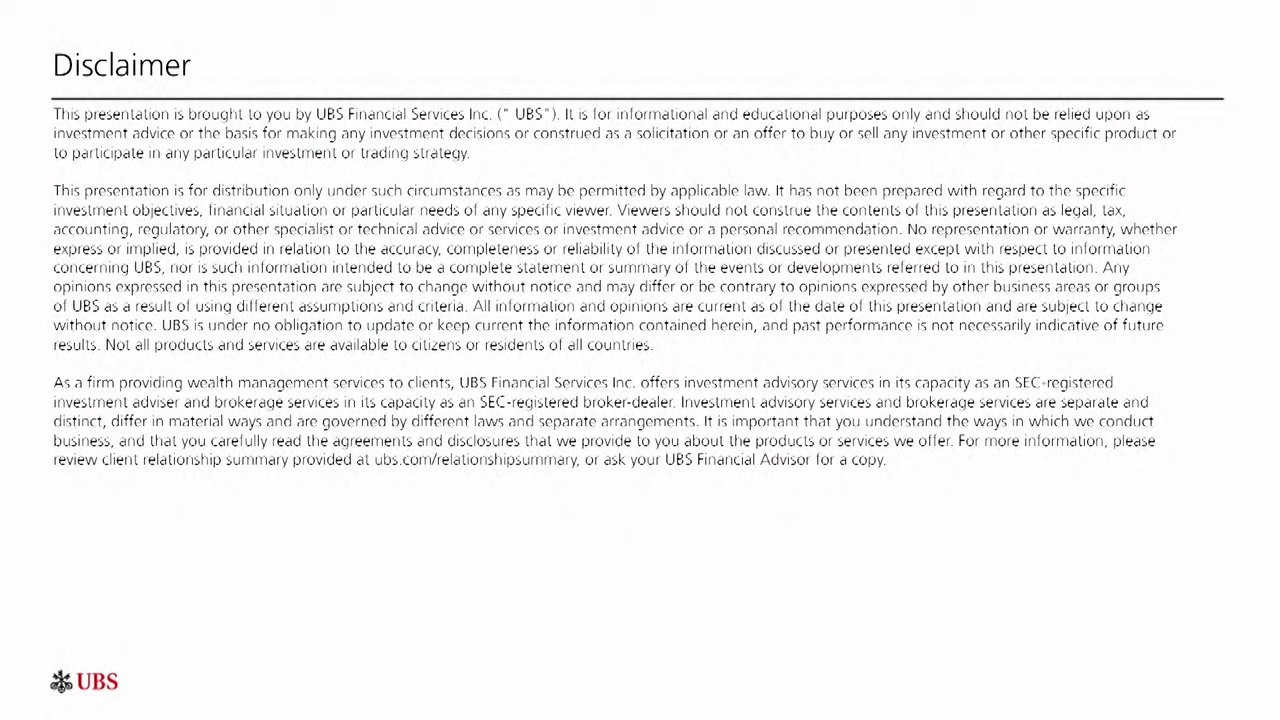 Disclaimer
This presentation is brought to you by UBS Financial Services Inc. (" UBS"). It is for informational and educational purposes only and should not be relied upon as
investment advice or the basis for making any investment decisions or construed as a solicitation or an offer to buy or sell any investment or other specific product or
to participate in any particular investment or trading strategy.
This presentation is for distribution only under such circumstances as may be permitted by applicable law. It has not been prepared with regard to the specific
investment objectives, financial situation or particular needs of any specific viewer. Viewers should not construe the contents of this presentation as legal, tax,
accounting, regulatory, or other specialist or technical advice or services or investment advice or a personal recommendation. No representation or warranty, whether
express or implied, is provided in relation to the accuracy, completeness or reliability of the information discussed or presented except with respect to information
concerning UBS, nor is such information intended to be a complete statement or summary of the events or developments referred to in this presentation. Any
opinions expressed in this presentation are subject to change without notice and may differ or be contrary to opinions expressed by other business areas or groups
of UBS as a result of using different assumptions and criteria. All information and opinions are current as of the date of this presentation and are subject to change
without notice. UBS is under no obligation to update or keep current the information contained herein, and past performance is not necessarily indicative of future
results. Not all products and services are available to citizens or residents of all countries.
As a firm providing wealth management services to clients, UBS Financial Services Inc. offers investment advisory services in its capacity as an SEC-registered
investment adviser and brokerage services in its capacity as an SEC-registered broker-dealer. Investment advisory services and brokerage services are separate and
distinct, differ in material ways and are governed by different laws and separate arrangements. It is important that you understand the ways in which we conduct
business, and that you carefully read the agreements and disclosures that we provide to you about the products or services we offer. For more information, please
review client relationship summary provided at ubs.com/relationshipsummary, or ask your UBS Financial Advisor for a copy.
UBS